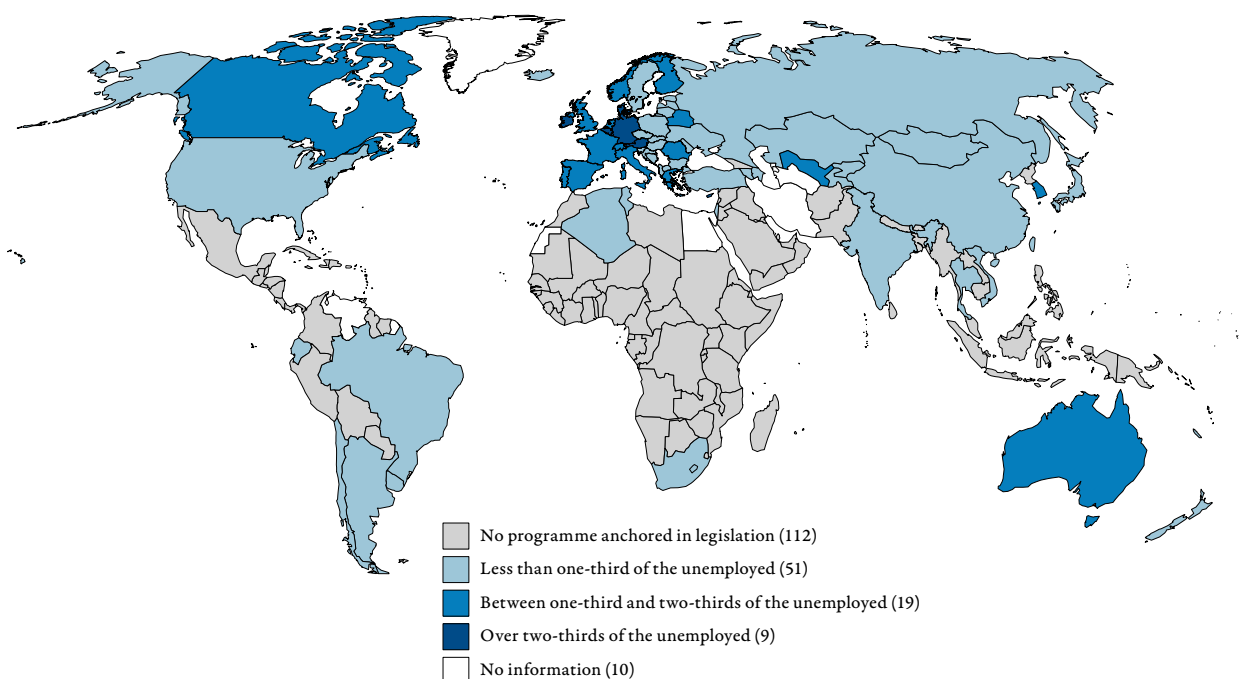 No programme anchored in legislation (112)
Less than one-third of the unemployed (51)
Between one-third and two-thirds of the unemployed (19)
Over two-thirds of the unemployed (9)
No information (10)